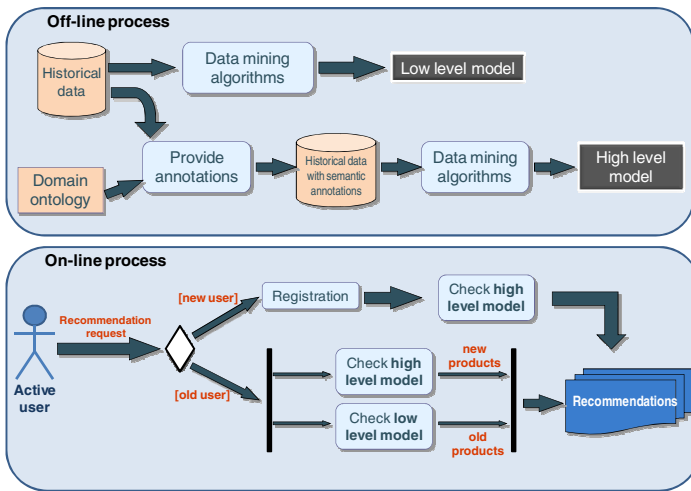 Off-line process
Historical
data
Data mining
algorithms
Low level model
Domain
ontology
Provide
annotations
Historical data
with semantic
annotations
Data mining
algorithms
High level
model
On-line process
Active
user
Recommendation
request
[new user]
Registration
Check high
level model
[old user]
Check high
level model
new
products
Check low
level model
old
products
Recommendations